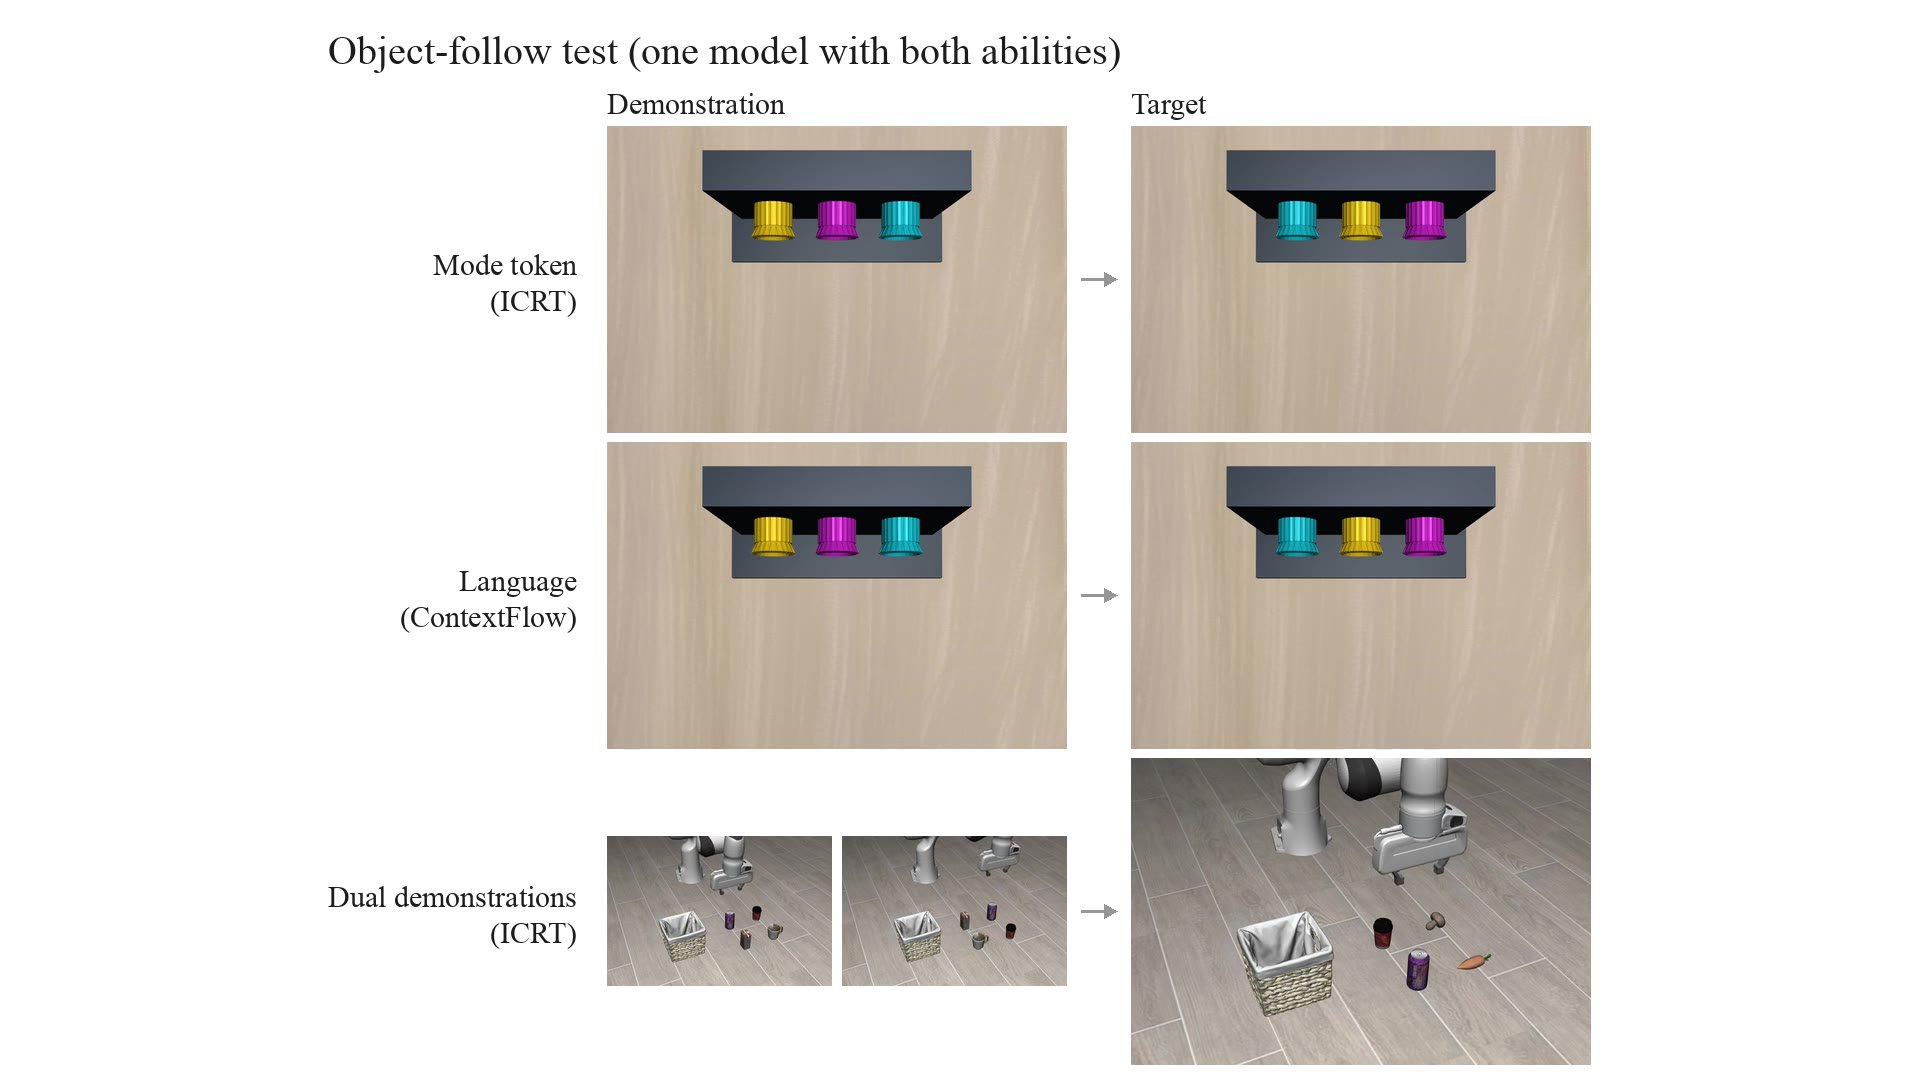 Object-follow test (one model with both abilities)
Demonstration
Target
Mode token
(ICRT)
Language
(ContextFlow)
Dual demonstrations
(ICRT)